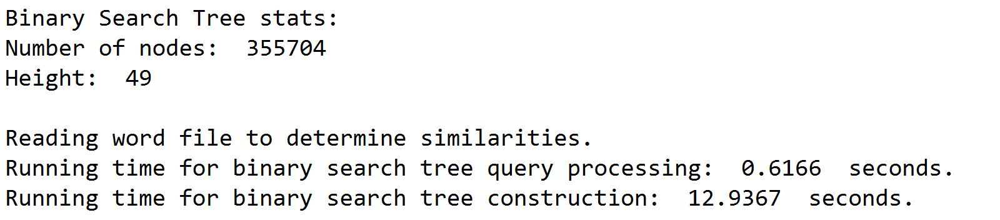 Binary Search Tree stats:
Number of nodes:  355704
Height:  49
Reading word file to determine similarities.
Running time for binary search tree query processing:  0.6166  seconds.
Running time for binary search tree construction:  12.9367  seconds.